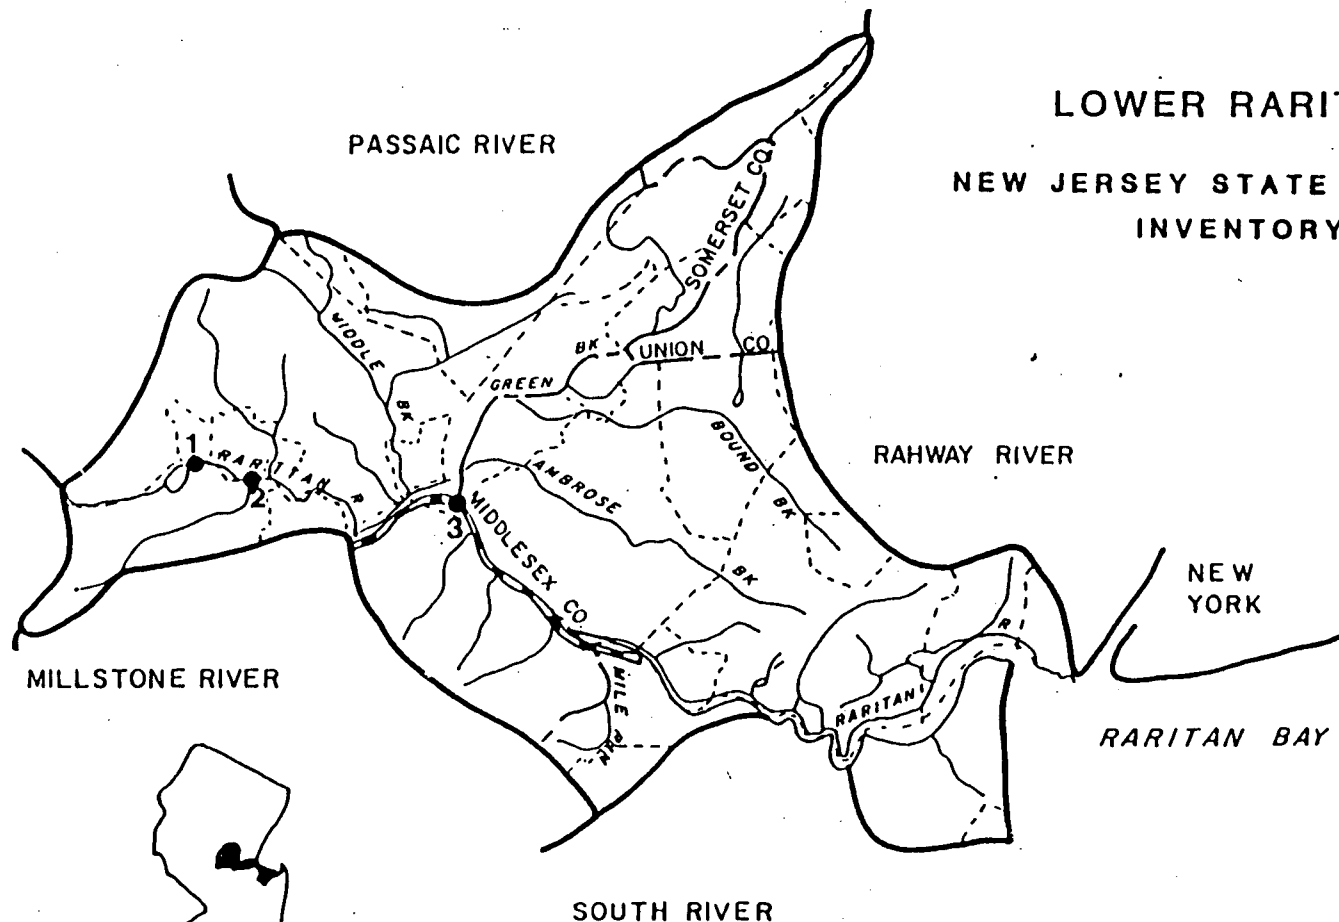 LOWER RARIT
PASSAIC RIVER
NEW JERSEY STATE
INVENTORY
SOMERSET CO.
MIDDLE
BK
BK
UNION CO.
GREEN
BOUND
BK
AMBROSE
BK
RAHWAY RIVER
1
RARITAN R
2
3
MIDDLESEX CO.
NEW
YORK
R
MILE
RUN
RARITAN
MILLSTONE RIVER
RARITAN BAY
SOUTH RIVER